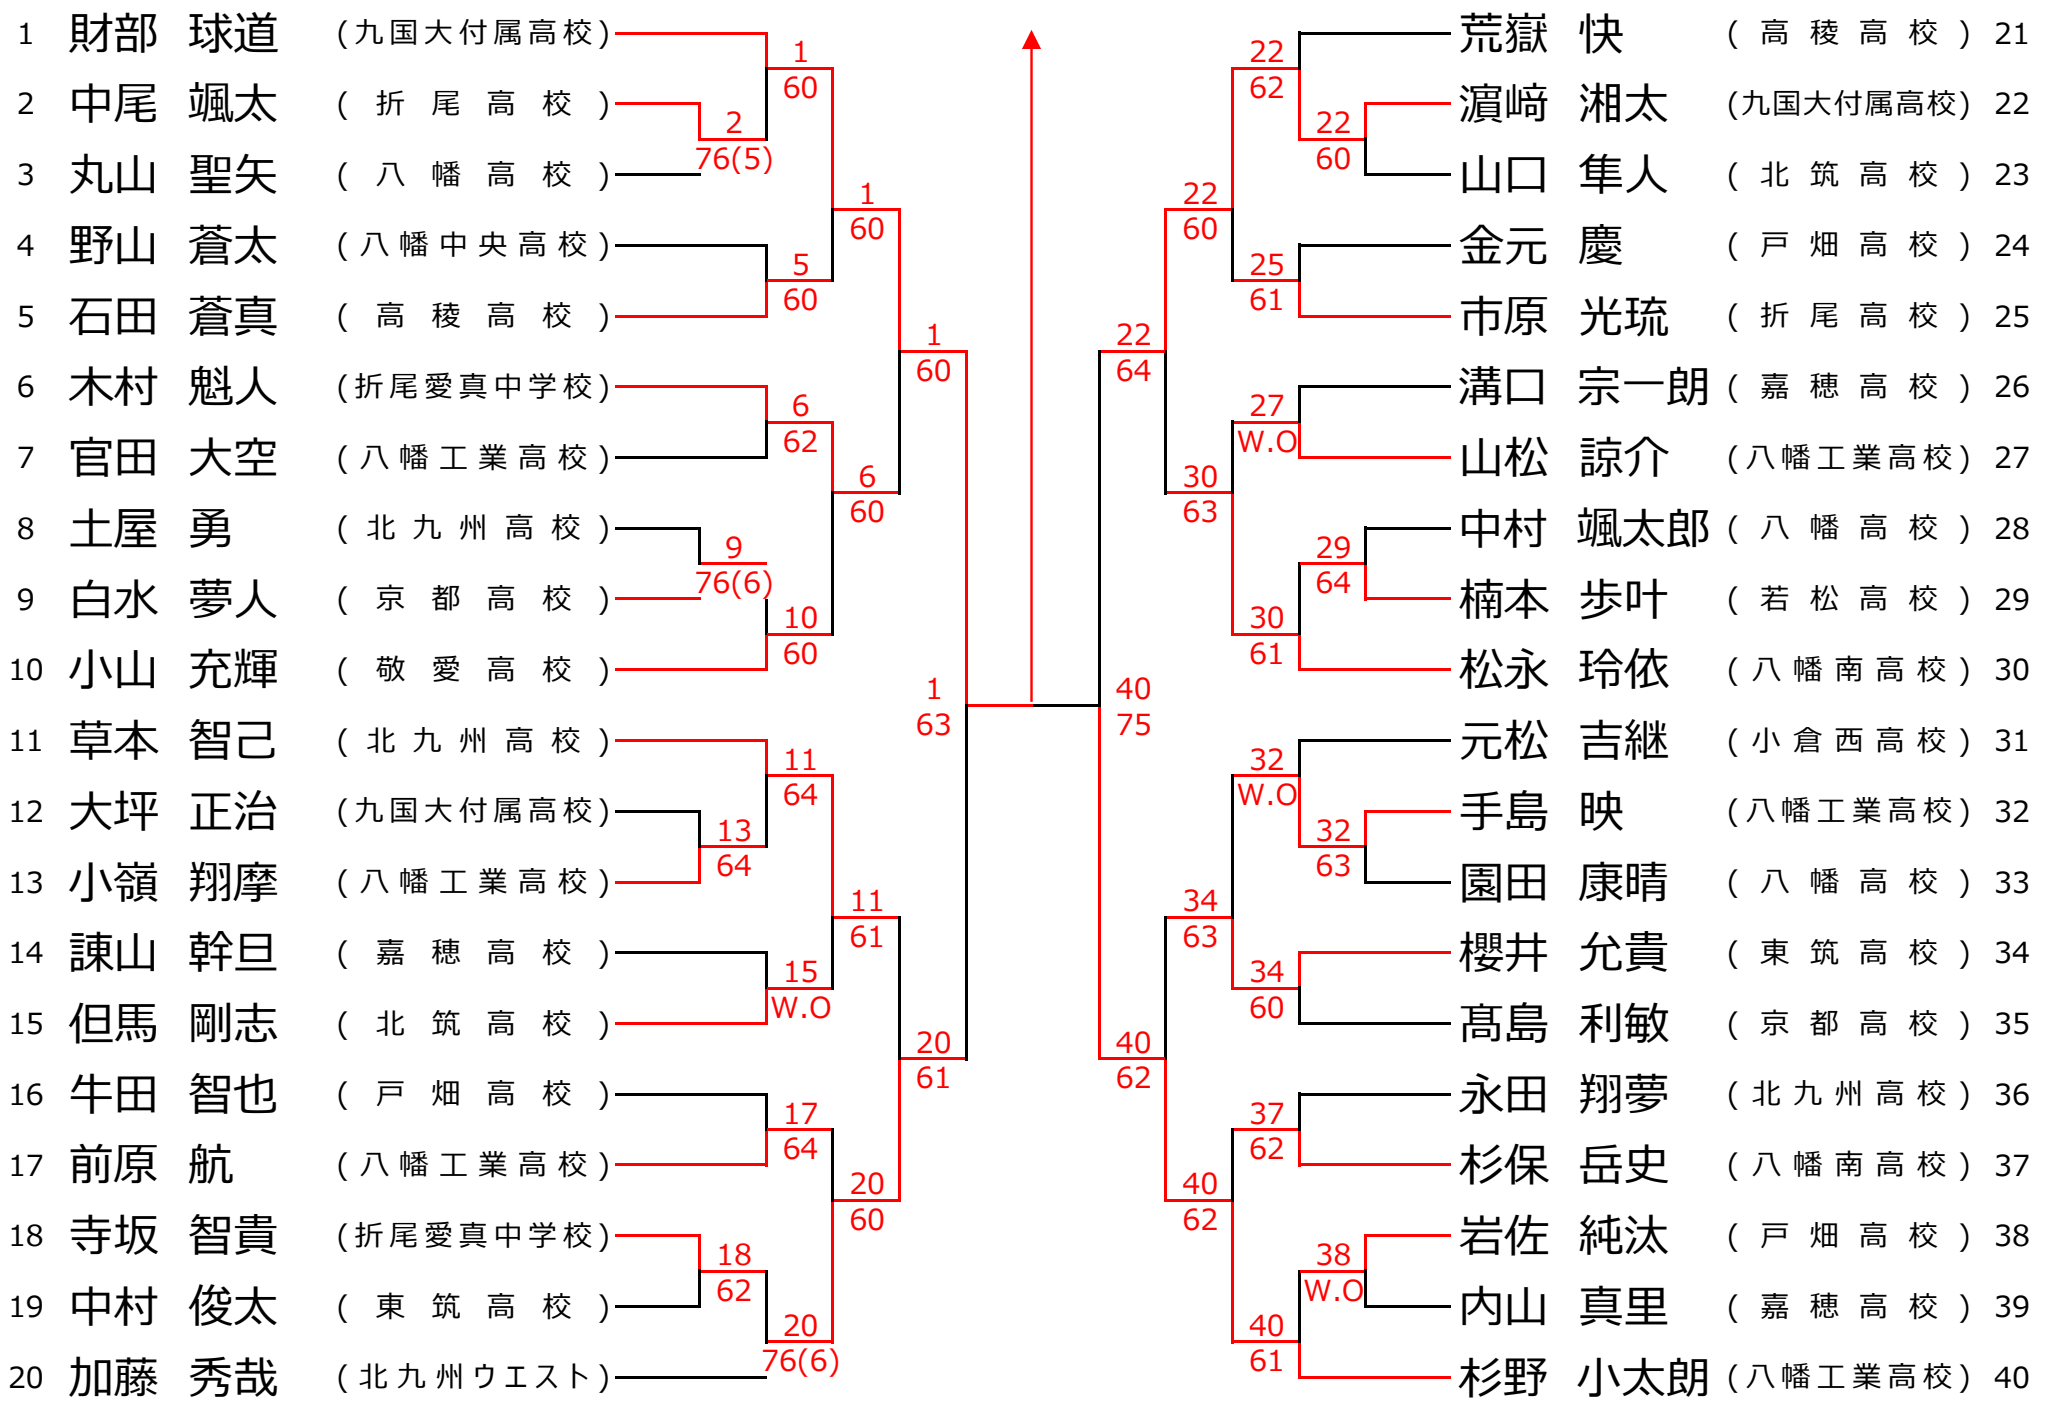 1 財部 球道 (九国大付属高校)
2 中尾 颯太 (折尾高校)
3 丸山 聖矢 (八幡高校)
4 野山 蒼太 (八幡中央高校)
5 石田 蒼真 (高稜高校)
6 木村 魁人 (折尾愛真中学校)
7 官田 大空 (八幡工業高校)
8 土屋 勇 (北九州高校)
9 白水 夢人 (京都高校)
10 小山 充輝 (敬愛高校)
11 草本 智己 (北九州高校)
12 大坪 正治 (九国大付属高校)
13 小嶺 翔摩 (八幡工業高校)
14 諌山 幹旦 (嘉穂高校)
15 但馬 剛志 (北筑高校)
16 牛田 智也 (戸畑高校)
17 前原 航 (八幡工業高校)
18 寺坂 智貴 (折尾愛真中学校)
19 中村 俊太 (東筑高校)
20 加藤 秀哉 (北九州ウエスト)
2
76(5)
9
76(6)
13
64
18
62
1
60
5
60
6
62
10
60
11
64
15
W.O
17
64
20
76(6)
1
60
6
60
11
61
20
60
1
60
20
61
1
63
40
75
22
64
40
62
22
60
30
63
34
63
40
62
22
62
25
61
27
W.O
30
61
32
W.O
34
60
37
62
40
61
22
60
29
64
32
63
38
W.O
荒嶽 快 (高稜高校) 21
濵﨑 湘太 (九国大付属高校) 22
山口 隼人 (北筑高校) 23
金元 慶 (戸畑高校) 24
市原 光琉 (折尾高校) 25
溝口 宗一朗 (嘉穂高校) 26
山松 諒介 (八幡工業高校) 27
中村 颯太郎 (八幡高校) 28
楠本 歩叶 (若松高校) 29
松永 玲依 (八幡南高校) 30
元松 吉継 (小倉西高校) 31
手島 映 (八幡工業高校) 32
園田 康晴 (八幡高校) 33
櫻井 允貴 (東筑高校) 34
髙島 利敏 (京都高校) 35
永田 翔夢 (北九州高校) 36
杉保 岳史 (八幡南高校) 37
岩佐 純汰 (戸畑高校) 38
内山 真里 (嘉穂高校) 39
杉野 小太朗 (八幡工業高校) 40